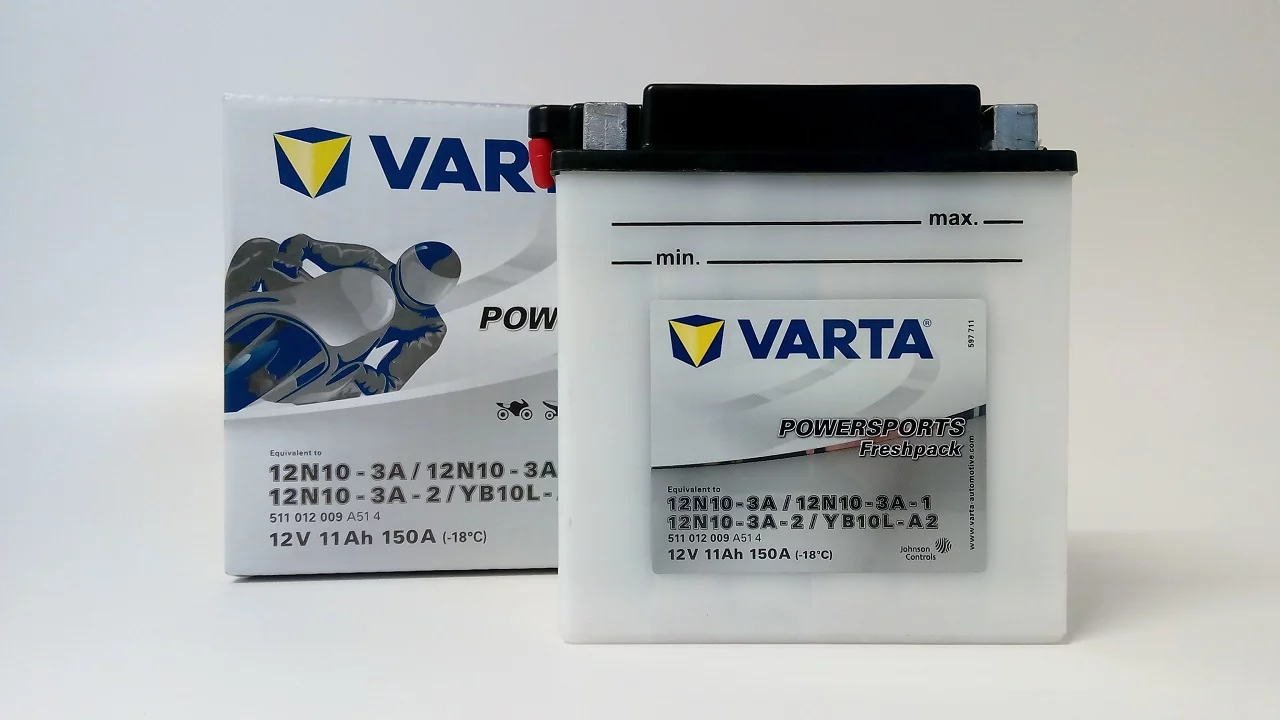 VART
POW
Equivalent to
12N10 - 3A / 12N10 - 3A
12N10 - 3A - 2 / YB10L -
511 012 009 A51 4
12V 11Ah 150A (-18°C)
max.
min.
VARTA®
597 711
POWERSPORTS
Freshpack
www.varta-automotive.com
Equivalent to
12N10-3A / 12N10-3A-1
12N10-3A-2 / YB10L-A2
511 012 009 A51 4
12V 11Ah 150A (-18°C)
Johnson
Controls